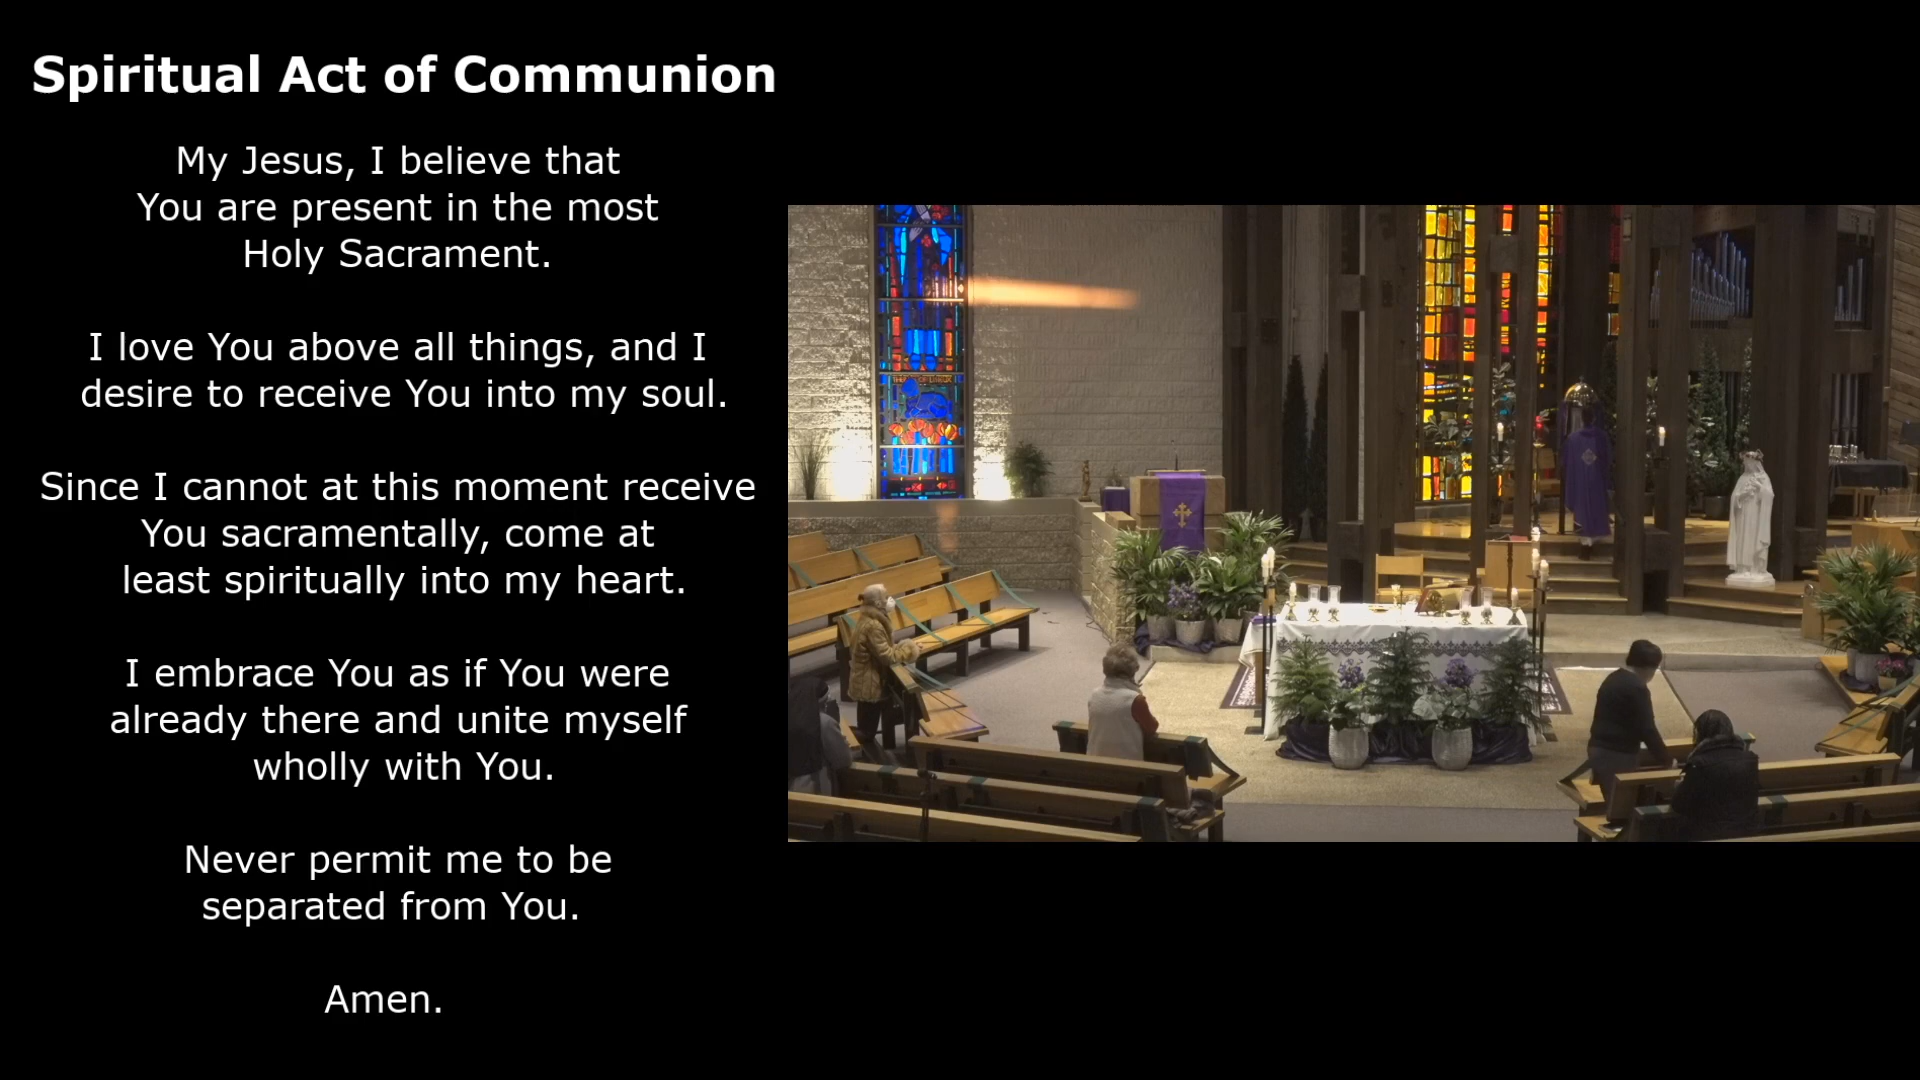 Spiritual Act of Communion
My Jesus, I believe that
You are present in the most
Holy Sacrament.
I love You above all things, and I
desire to receive You into my soul.
Since I cannot at this moment receive
You sacramentally, come at
least spiritually into my heart.
I embrace You as if You were
already there and unite myself
wholly with You.
Never permit me to be
separated from You.
Amen.